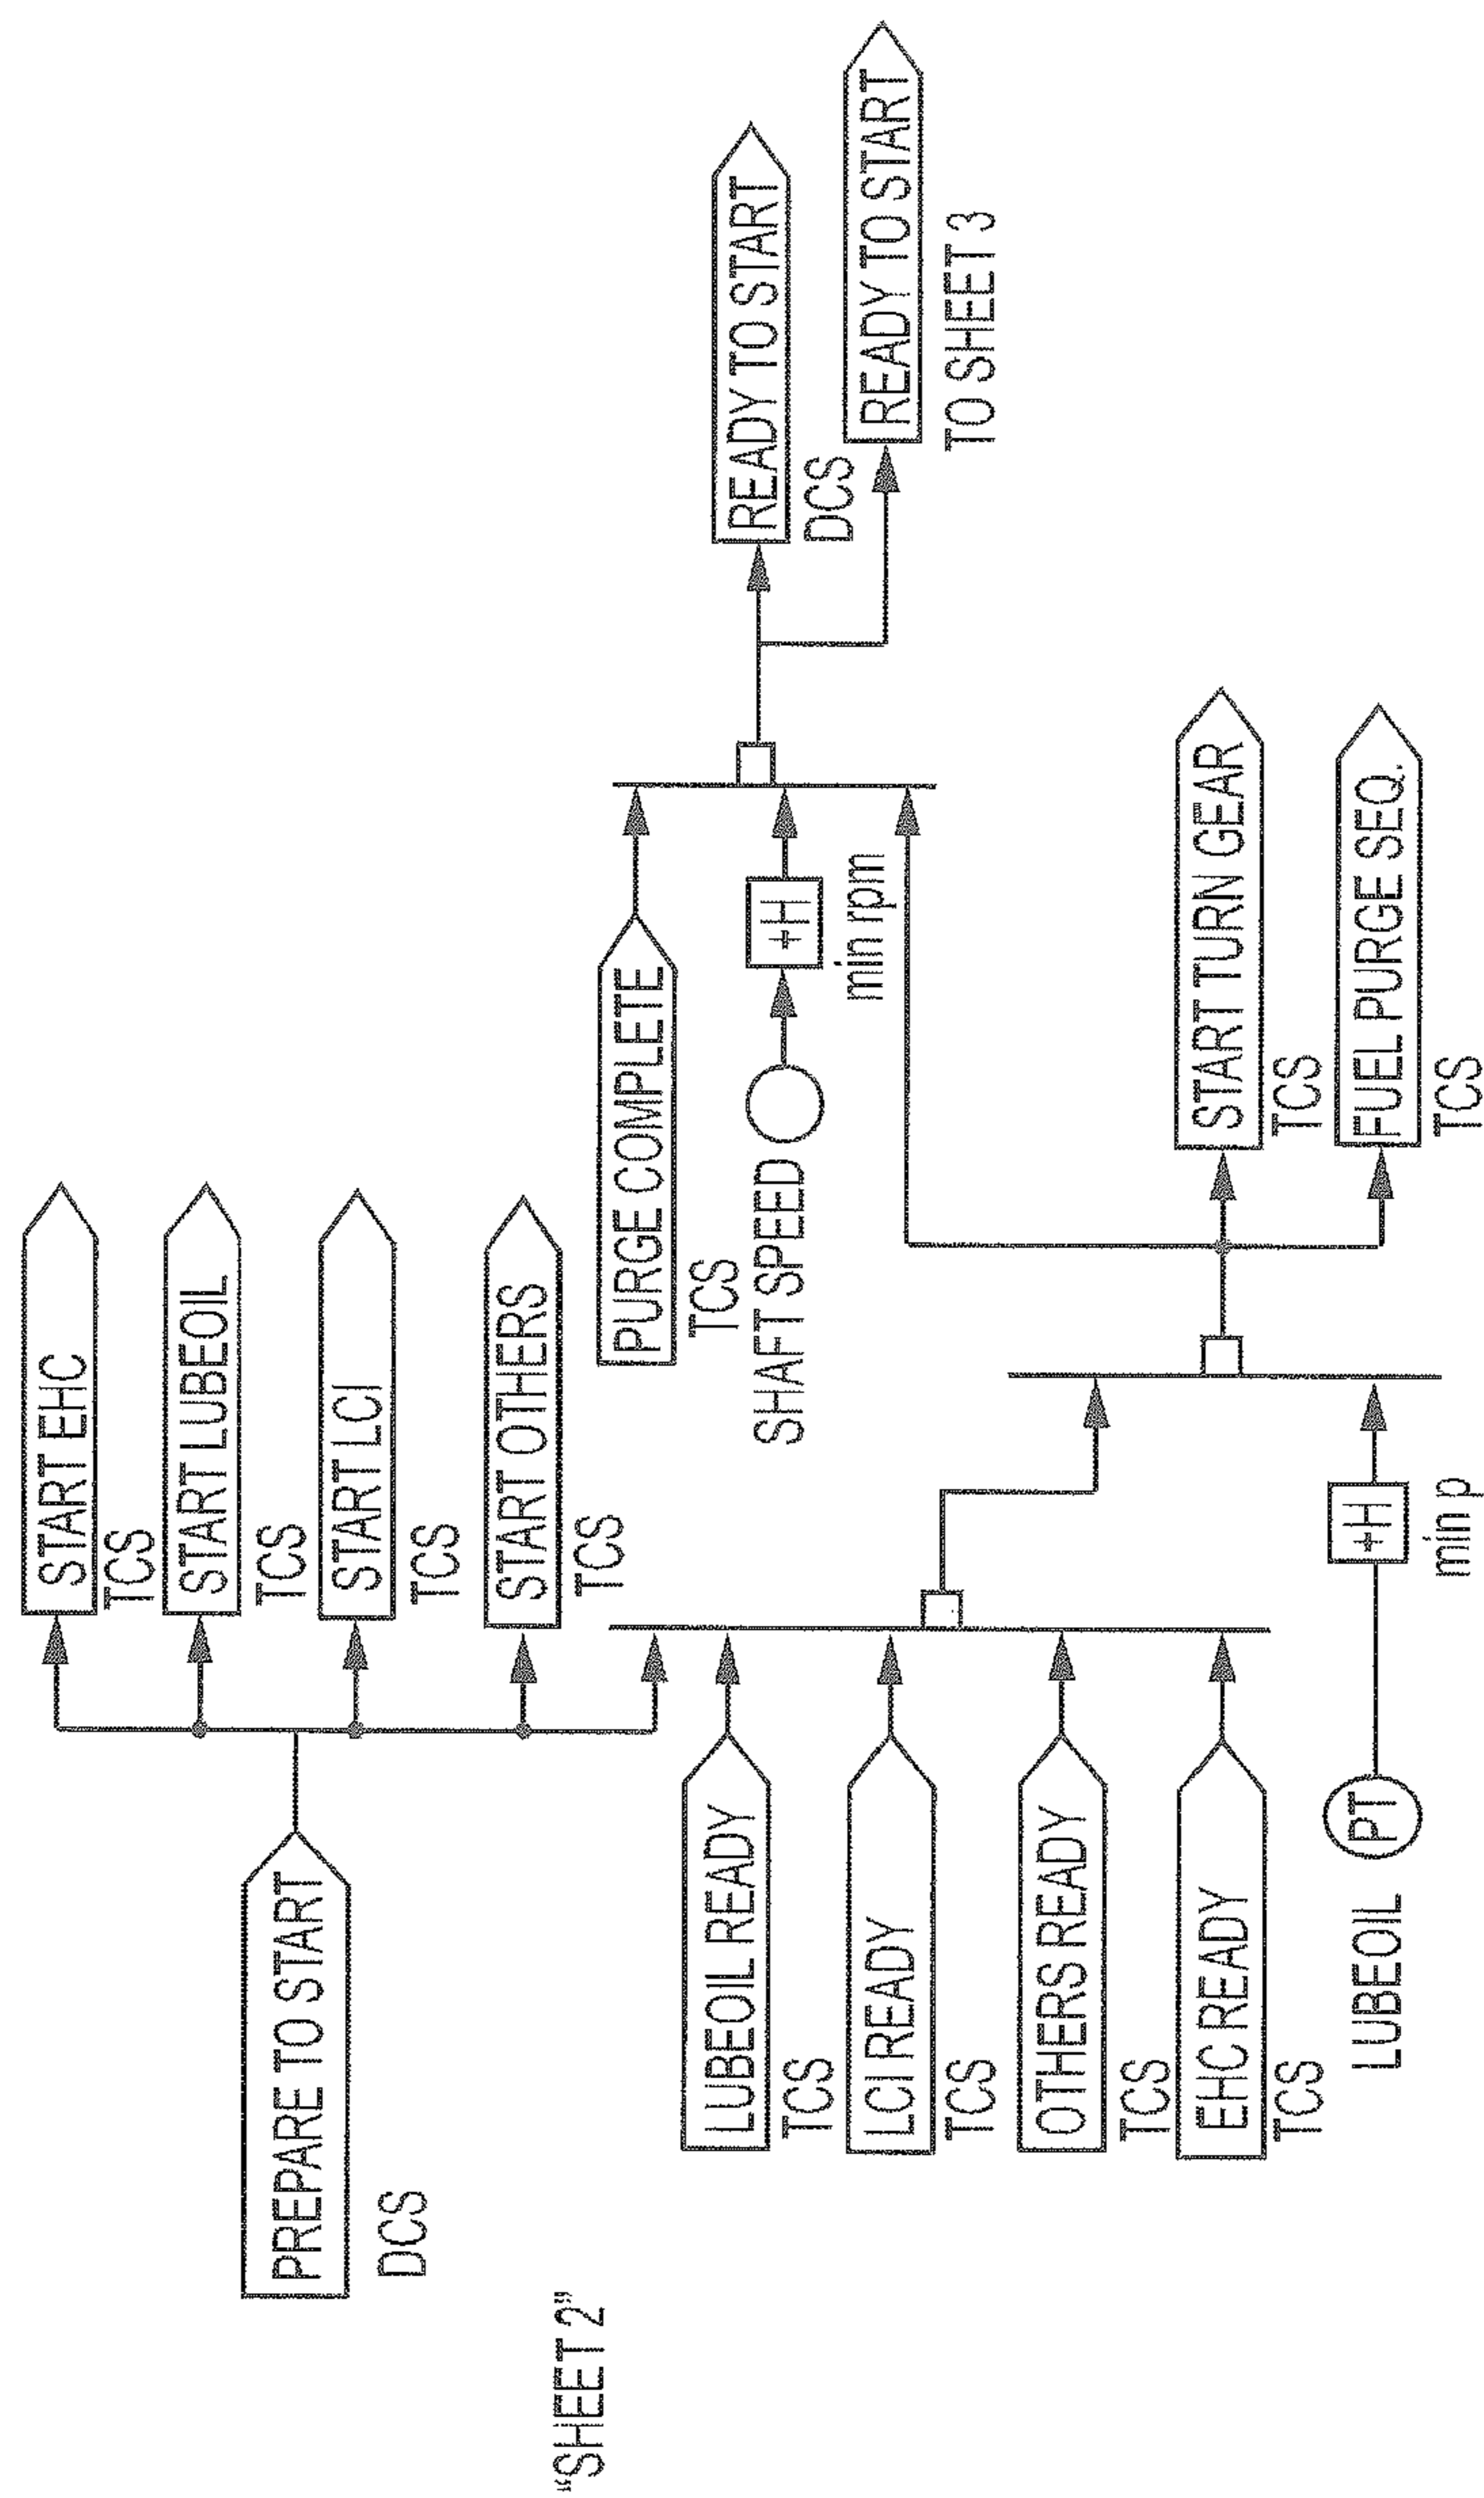 "SHEET 2"
PREPARE TO START
DCS
START EHC
TCS
START LUBEOIL
TCS
START LCI
TCS
START OTHERS
TCS
LUBEOIL READY
TCS
LCI READY
TCS
OTHERS READY
TCS
EHC READY
TCS
LUBEOIL
PT
+H
min p
PURGE COMPLETE
TCS
SHAFT SPEED
+H
min rpm
START TURN GEAR
TCS
FUEL PURGE SEQ.
TCS
READY TO START
DCS
READY TO START
TO SHEET 3